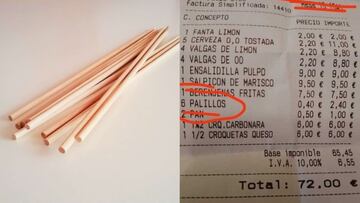 Factura Simplificada: 14410
C. CONCEPTO PRECIO IMPORTE
1 FANTA LIMON 2,00 € 2,00 €
5 CERVEZA 0,0 TOSTADA 2,20 € 11,00 €
4 VALGAS DE LIMON 2,20 € 8,80 €
4 VALGAS DE OO 2,20 € 8,80 €
1 ENSALIDILLA PULPO 9,00 € 9,00 €
1 SALPICON DE MARISCO 9,50 € 9,50 €
1 BERENJENAS FRITAS 7,50 € 7,50 €
6 PALILLOS 0,40 € 2,40 €
2 PAN 0,50 € 1,00 €
1 1/2 CRQ.CARBONARA 6,00 € 6,00 €
1 1/2 CROQUETAS QUESO 6,00 € 6,00 €
Base imponible 65,45
I.V.A. 10,00% 6,55
Total: 72,00 €